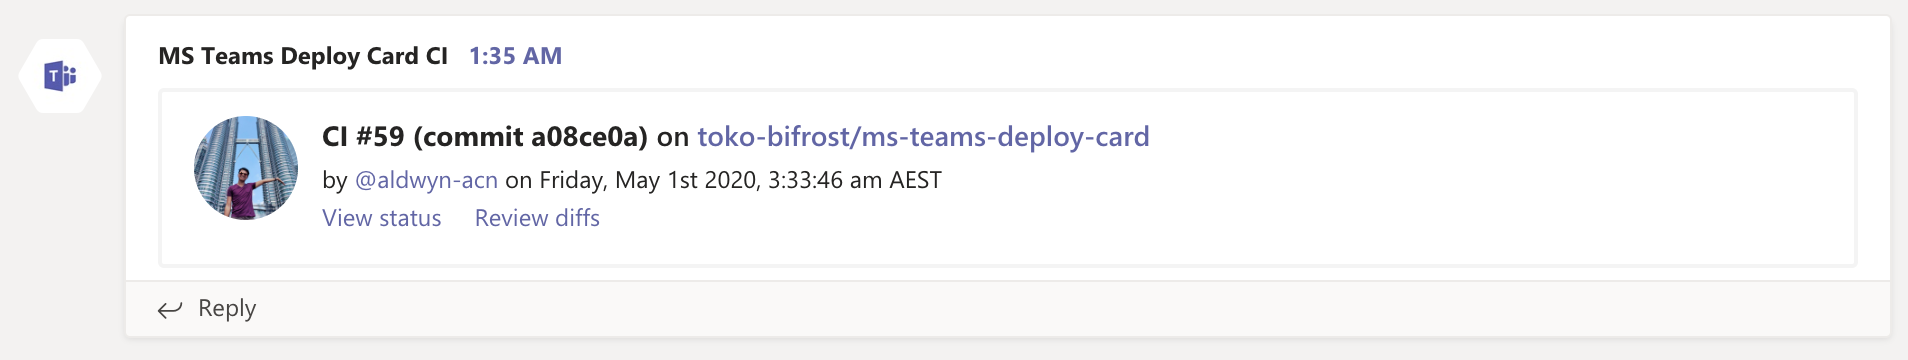 MS Teams Deploy Card CI 1:35 AM
T
CI #59 (commit a08ce0a) on toko-bifrost/ms-teams-deploy-card
by @aldwyn-acn on Friday, May 1st 2020, 3:33:46 am AEST
View status Review diffs
Reply